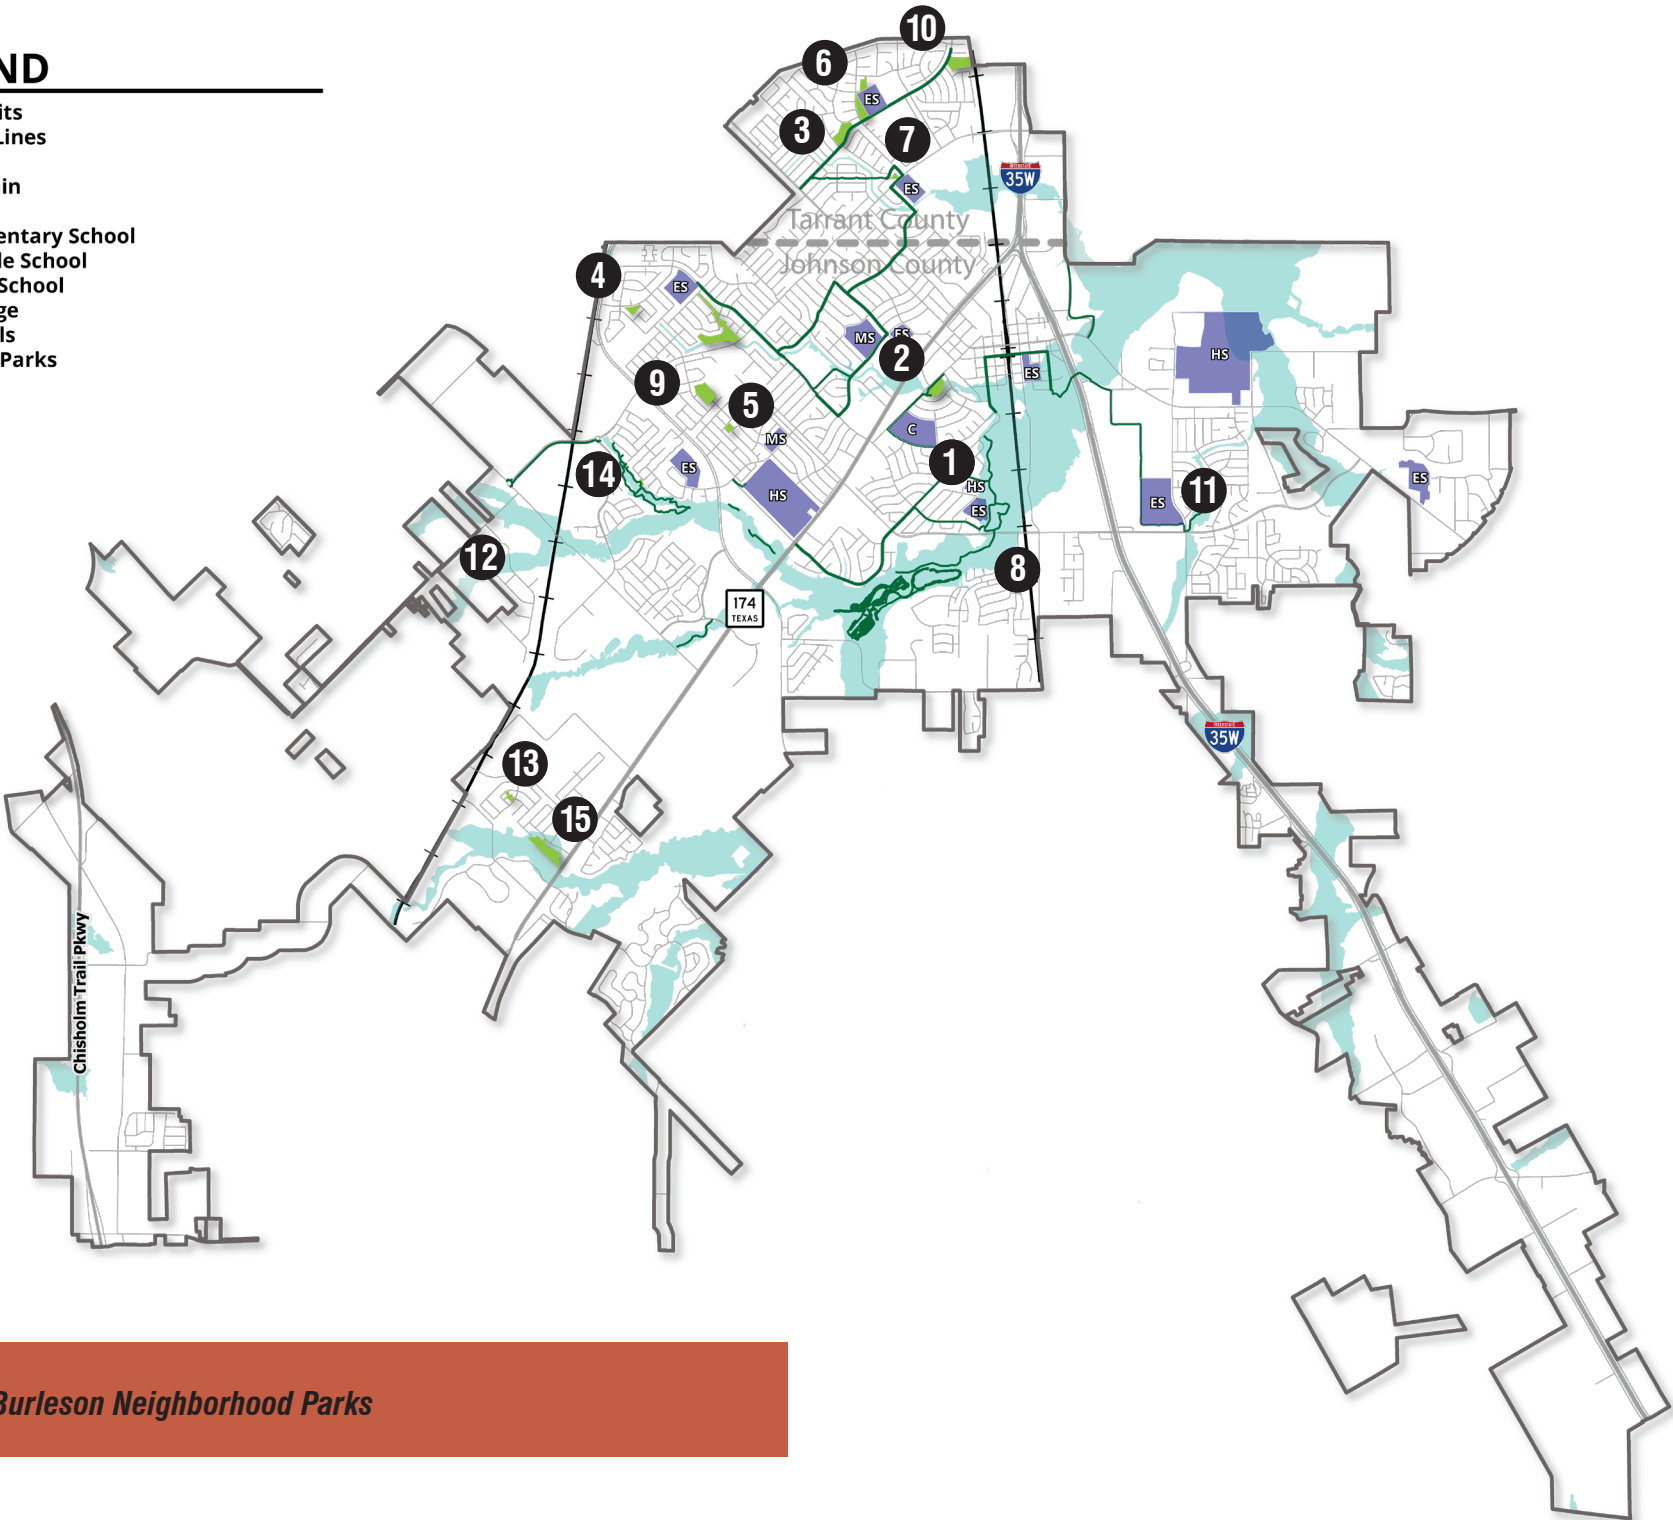 ND
its
Lines
in
entary School
le School
School
ge
ls
Parks
10
6
ES
3
7
ES
INTERSTATE
35W
Tarrant County
Johnson County
4
ES
MS
ES
2
HS
ES
9
5
MS
C
1
14
ES
HS
HS
ES
ES
11
ES
12
8
174
TEXAS
INTERSTATE
35W
13
15
Chisholm Trail Pkwy
Burleson Neighborhood Parks